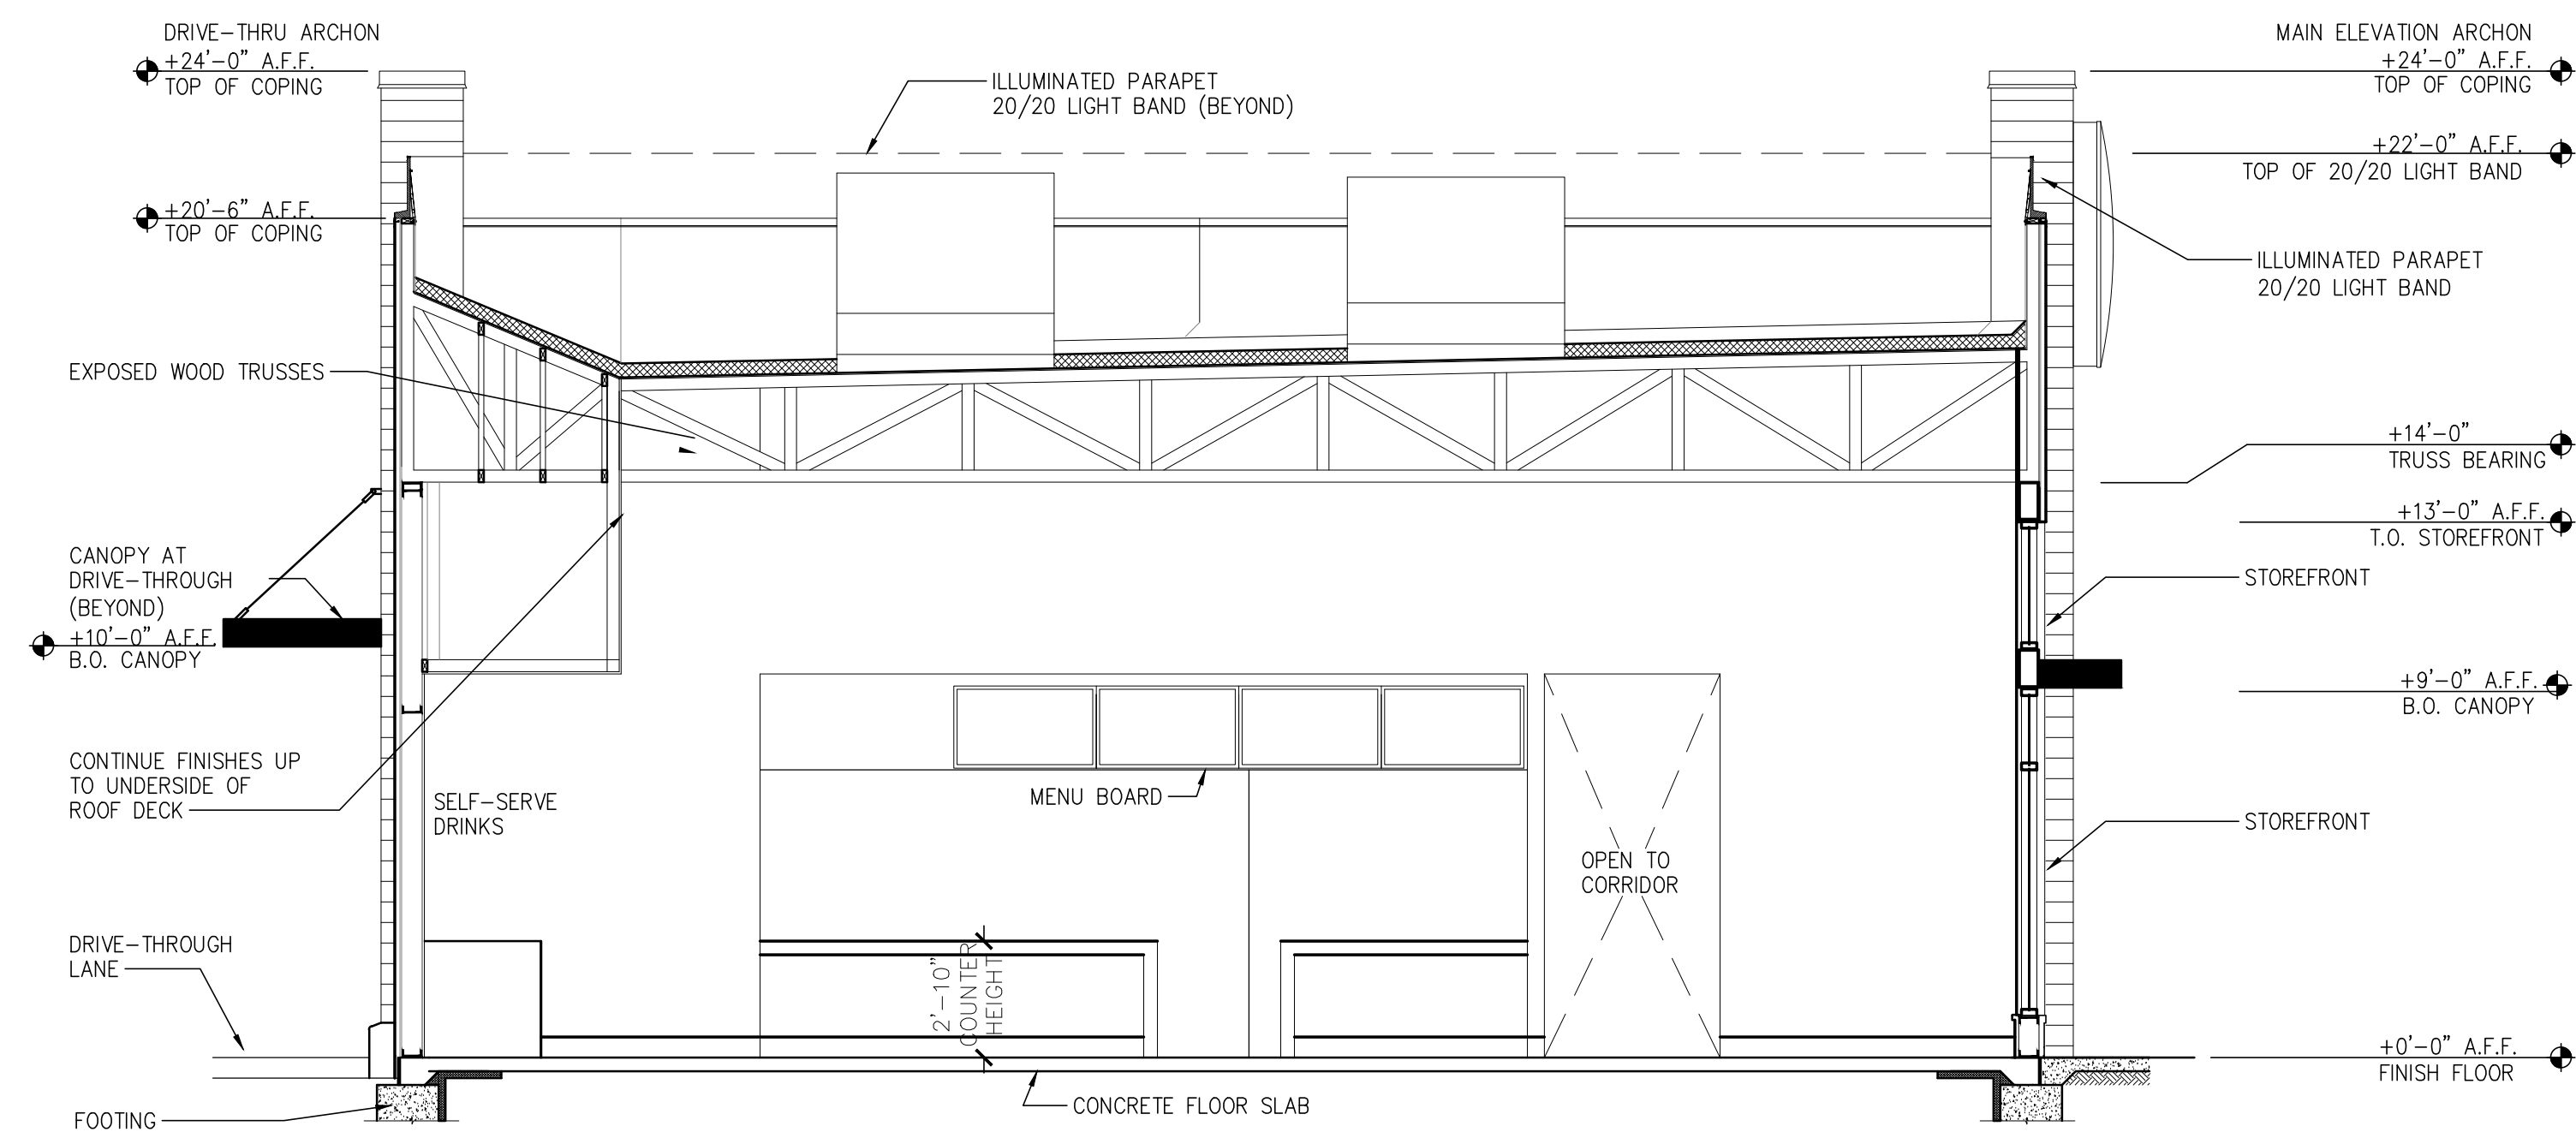 DRIVE-THRU ARCHON
+24'-0" A.F.F.
TOP OF COPING
+20'-6" A.F.F.
TOP OF COPING
EXPOSED WOOD TRUSSES
CANOPY AT
DRIVE-THROUGH
(BEYOND)
+10'-0" A.F.F.
B.O. CANOPY
CONTINUE FINISHES UP
TO UNDERSIDE OF
ROOF DECK
DRIVE-THROUGH
LANE
FOOTING
ILLUMINATED PARAPET
20/20 LIGHT BAND (BEYOND)
SELF-SERVE
DRINKS
MENU BOARD
OPEN TO
CORRIDOR
2'-10"
COUNTER
HEIGHT
CONCRETE FLOOR SLAB
MAIN ELEVATION ARCHON
+24'-0" A.F.F.
TOP OF COPING
+22'-0" A.F.F.
TOP OF 20/20 LIGHT BAND
ILLUMINATED PARAPET
20/20 LIGHT BAND
+14'-0"
TRUSS BEARING
+13'-0" A.F.F.
T.O. STOREFRONT
STOREFRONT
+9'-0" A.F.F.
B.O. CANOPY
STOREFRONT
+0'-0" A.F.F.
FINISH FLOOR